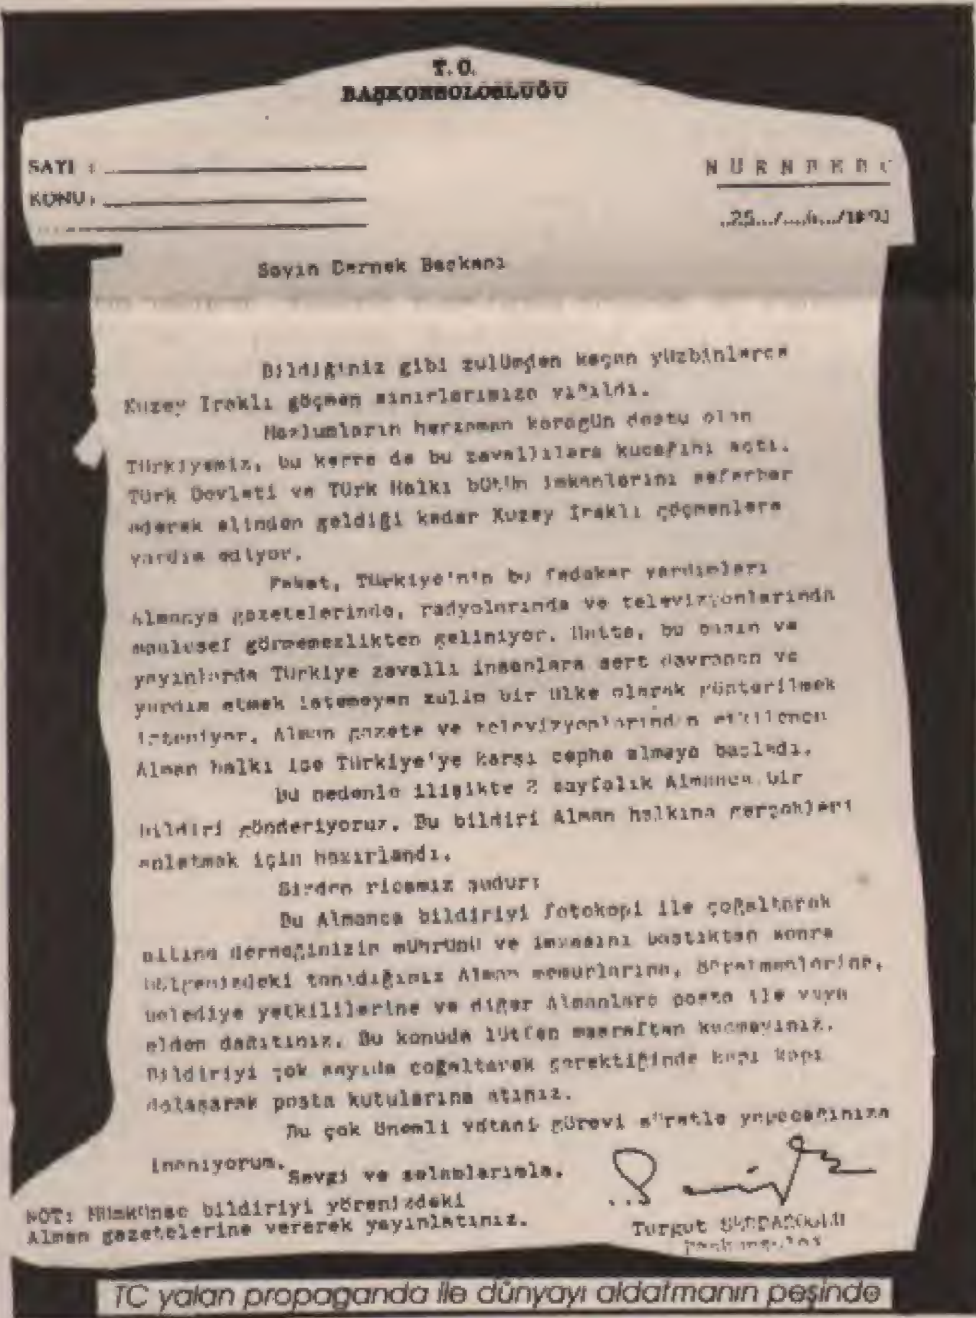 T. C.
BAŞKONSOLOSLUĞU
SAYI :
KONU:
NÜRNBERG
..25.../....
Sayın Dernek Başkanı
Bildiğiniz gibi zulümden kaçan yüzbinlerce
Kuzey Iraklı göçmen sınırlarımıza yığıldı.
Mazlumların herzaman karagün dostu olan
Türkiyemiz, bu kerre de bu zavallılara kucağını açtı.
Türk Devleti ve Türk Halkı bütün imkanlarını seferber
ederek elinden geldiği kadar Kuzey Iraklı göçmenlere
yardım ediyor.
Fakat, Türkiye'nin bu fedakar yardımları
Almanya gazetelerinde, radyolarında ve televizyonlarında
maalesef görmemezlikten geliniyor. Hatta, bu basın ve
yayınlarda Türkiye zavallı insanlara sert davranan ve
yardım etmek istemeyen zalim bir ülke olarak gösterilmek
isteniyor. Alman gazete ve televizyonlarından etkilenen
Alman halkı ise Türkiye'ye karşı cephe almaya başladı.
Bu nedenle ilişikte 2 sayfalık Almanca bir
bildiri gönderiyoruz. Bu bildiri Alman halkına gerçekleri
anlatmak için hazırlandı.
Sizden ricamız şudur:
Bu Almanca bildiriyi fotokopi ile çoğaltarak
altına derneğinizin mührünü ve imzasını bastıktan sonra
bölgenizdeki tanıdığınız Alman memurlarına, öğretmenlerine,
belediye yetkililerine ve diğer Almanlara posta ile veya
elden dağıtınız. Bu konuda lütfen masraftan kaçmayınız.
Bildiriyi çok sayıda çoğaltarak gerektiğinde kapı kapı
dolaşarak posta kutularına atınız.
Bu çok önemli vatani görevi süratle yapacağınıza
inanıyorum.
Sevgi ve selamlarımla.
NOT: Mümkünse bildiriyi yörenizdeki
Alman gazetelerine vererek yayınlatınız.
Turgut
Başkonsolos
TC yalan propaganda ile dünyayı aldatmanın peşinde